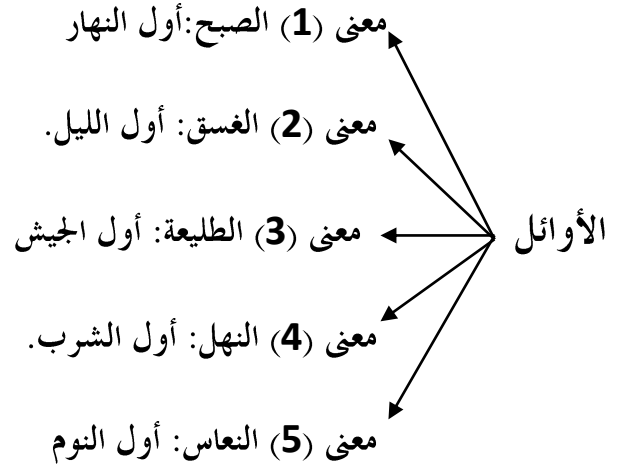 الأوائل
معنى (1) الصبح:أول النهار
معنى (2) الغسق: أول الليل.
معنى (3) الطليعة: أول الجيش
معنى (4) النهل: أول الشرب.
معنى (5) النعاس: أول النوم